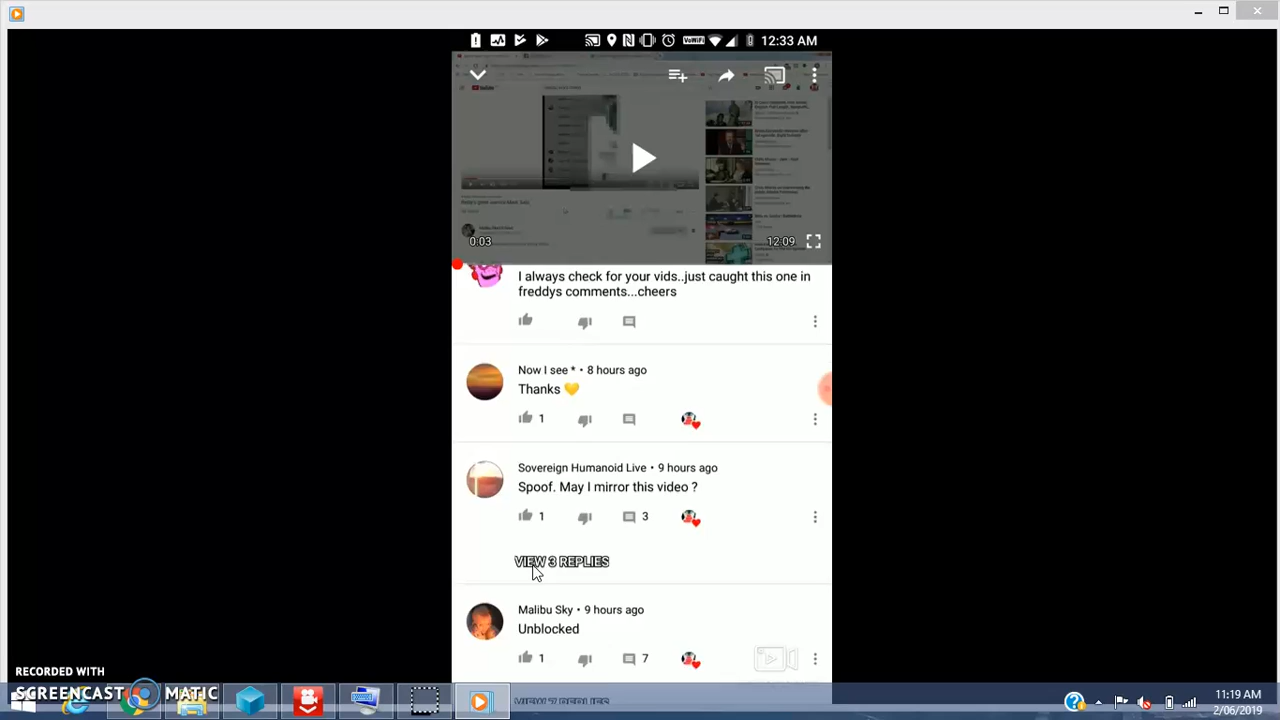 12:33 AM
0:03
12:09
I always check for your vids..just caught this one in
freddys comments...cheers
Now I see * • 8 hours ago
Thanks 💛
1
Sovereign Humanoid Live • 9 hours ago
Spoof. May I mirror this video ?
1 3
VIEW 3 REPLIES
Malibu Sky • 9 hours ago
Unblocked
1 7
VIEW 7 REPLIES
RECORDED WITH
SCREENCAST MATIC
11:19 AM
2/06/2019